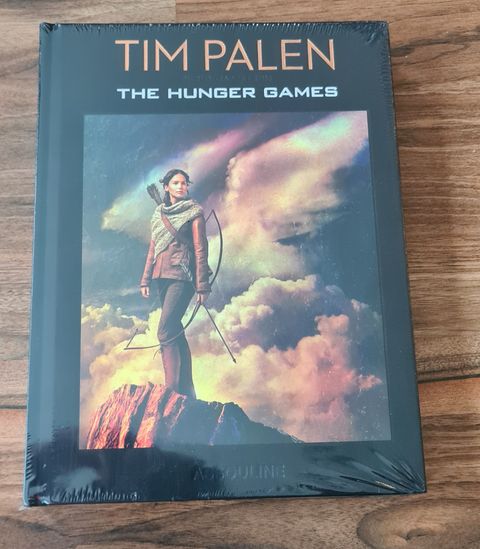 TIM PALEN
THE HUNGER GAMES
ASSOULINE